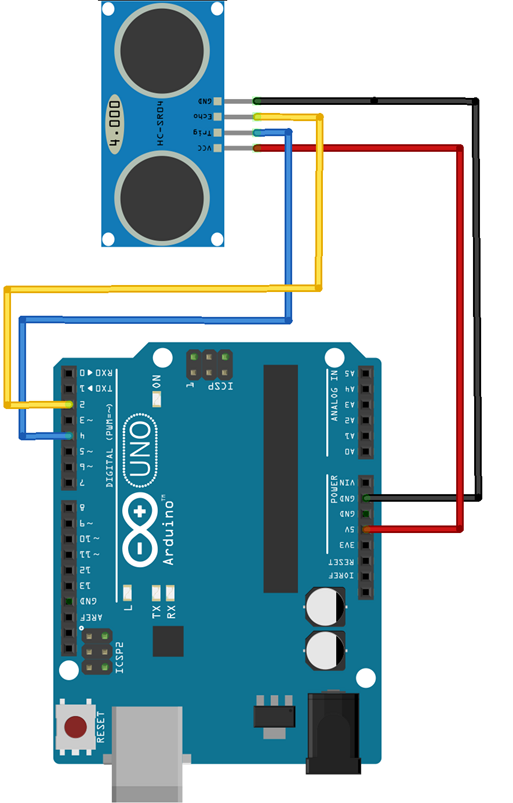 GND
Echo
Trig
VCC
HC-SR04
4.000
ON
1
ICSP
RXD ◀ 0
TXD ▶ 1
2
~ 3
4
~ 5
~ 6
7
DIGITAL (PWM=~)
8
~ 9
~ 10
~ 11
12
13
GND
AREF
UNO
Arduino™
A5
A4
A3
A2
A1
A0
ANALOG IN
POWER
VIN
GND
GND
5V
3V3
RESET
IOREF
L
TX
RX
ICSP2
RESET